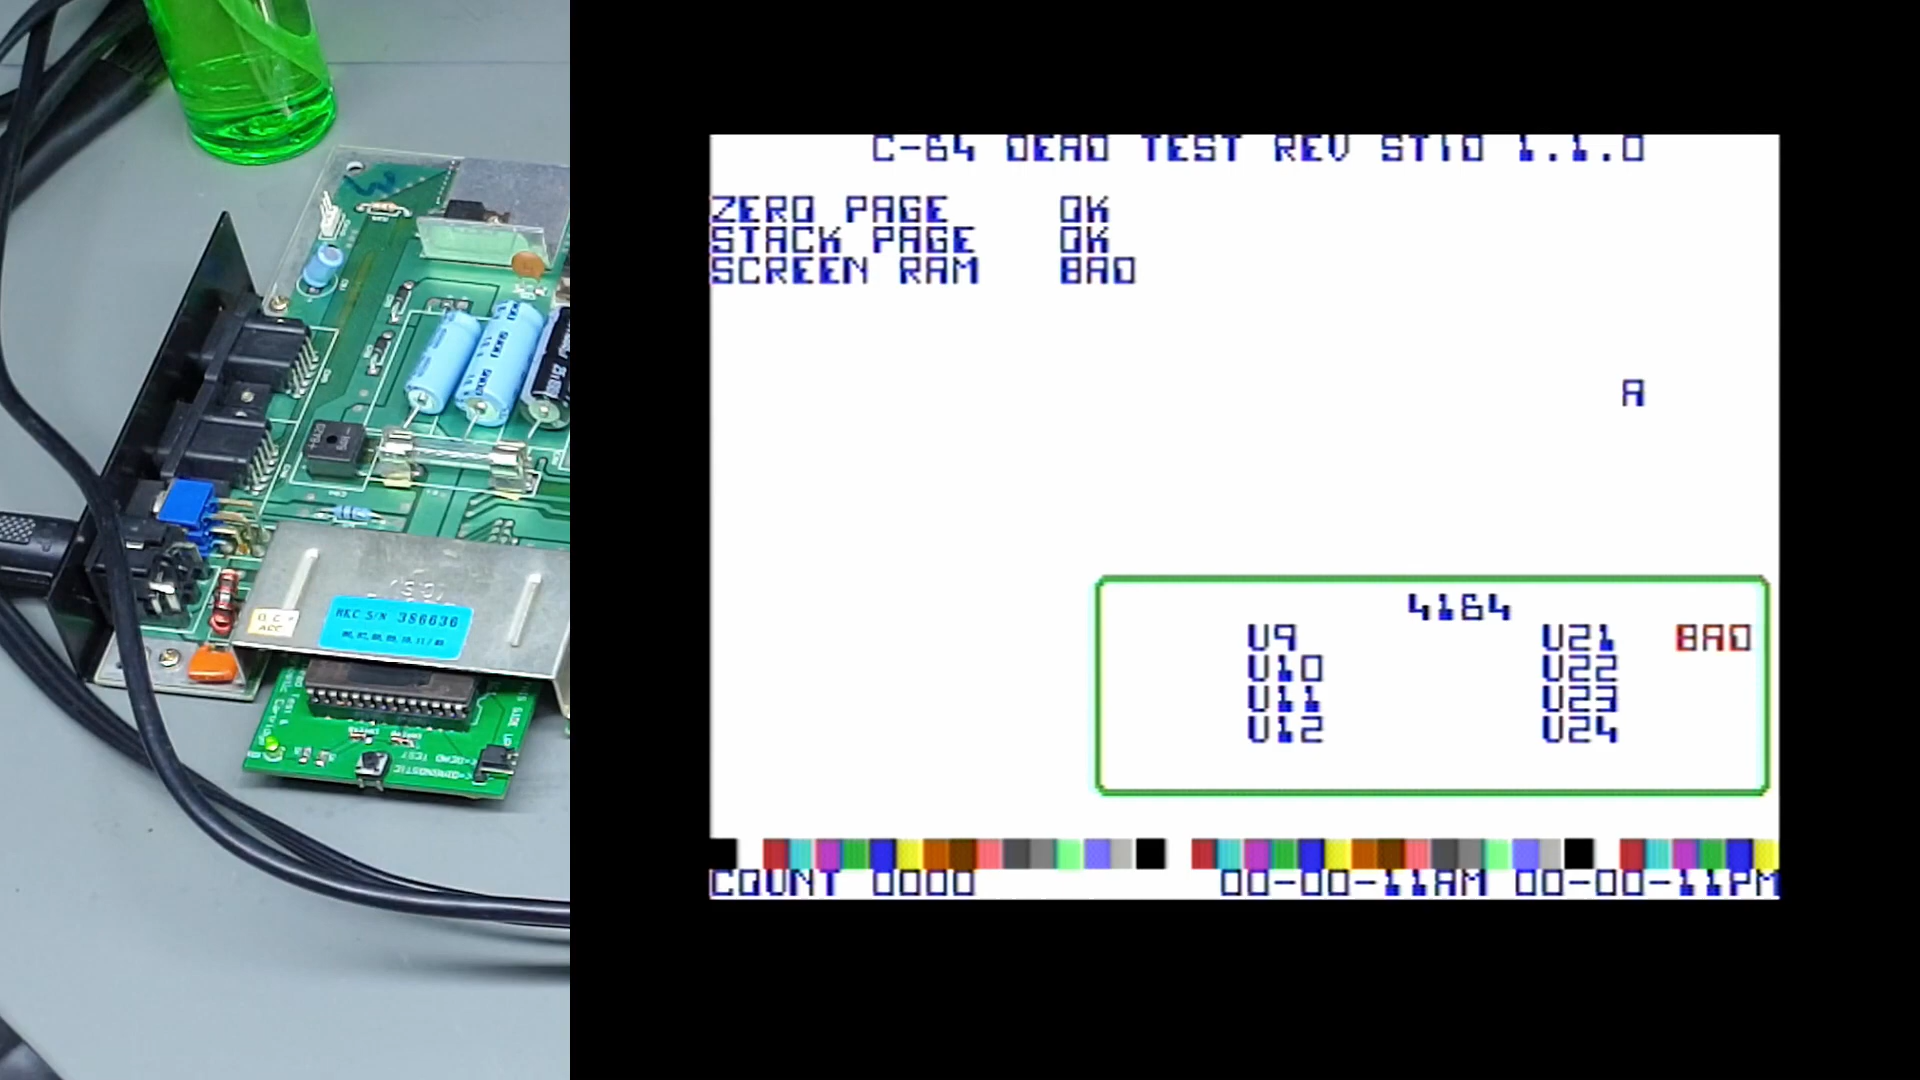 C-64 DEAD TEST REV STIO 1.1.0
ZERO PAGE OK
STACK PAGE OK
SCREEN RAM BAD
A
4164
U9 U21 BAD
U10 U22
U11 U23
U12 U24
COUNT 0000 00-00-11AM 00-00-11PM
RKC S/N 386636